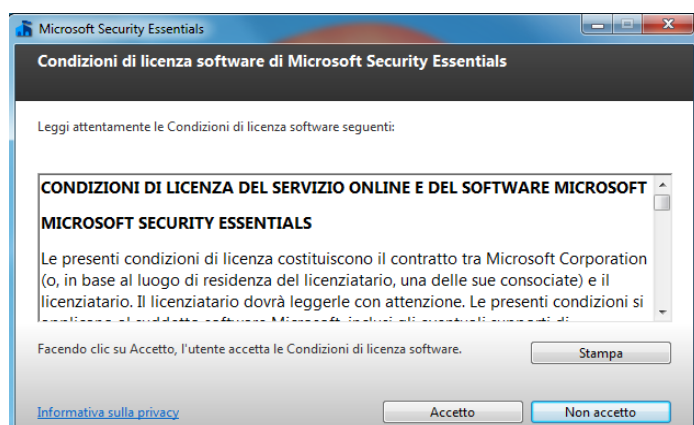 Microsoft Security Essentials
Condizioni di licenza software di Microsoft Security Essentials
Leggi attentamente le Condizioni di licenza software seguenti:
CONDIZIONI DI LICENZA DEL SERVIZIO ONLINE E DEL SOFTWARE MICROSOFT
MICROSOFT SECURITY ESSENTIALS
Le presenti condizioni di licenza costituiscono il contratto tra Microsoft Corporation
(o, in base al luogo di residenza del licenziatario, una delle sue consociate) e il
licenziatario. Il licenziatario dovrà leggerle con attenzione. Le presenti condizioni si
Facendo clic su Accetto, l'utente accetta le Condizioni di licenza software.
Stampa
Informativa sulla privacy
Accetto
Non accetto